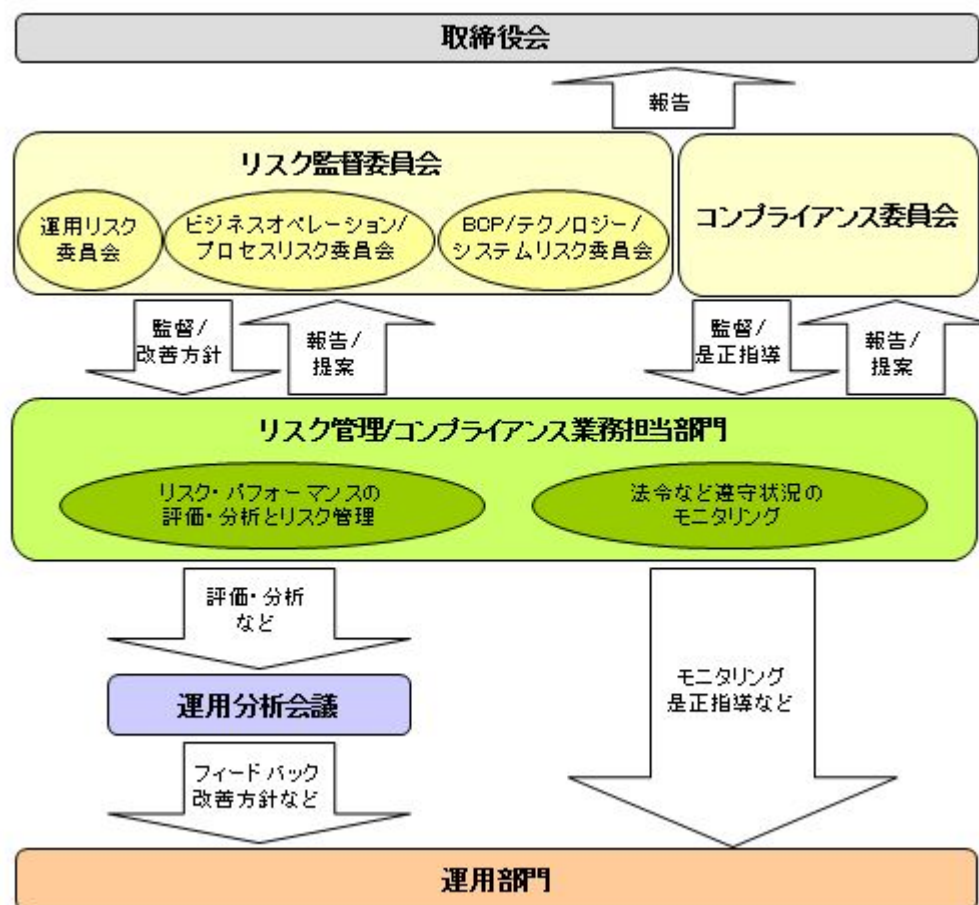 取締役会
報告
リスク監督委員会
運用リスク
委員会
ビジネスオペレーション/
プロセスリスク委員会
BCP/テクノロジー/
システムリスク委員会
コンプライアンス委員会
監督/
改善方針
報告/
提案
監督/
是正指導
報告/
提案
リスク管理/コンプライアンス業務担当部門
リスク・パフォーマンスの
評価・分析とリスク管理
法令など遵守状況の
モニタリング
評価・分析
など
運用分析会議
モニタリング
是正指導など
フィードバック
改善方針など
運用部門